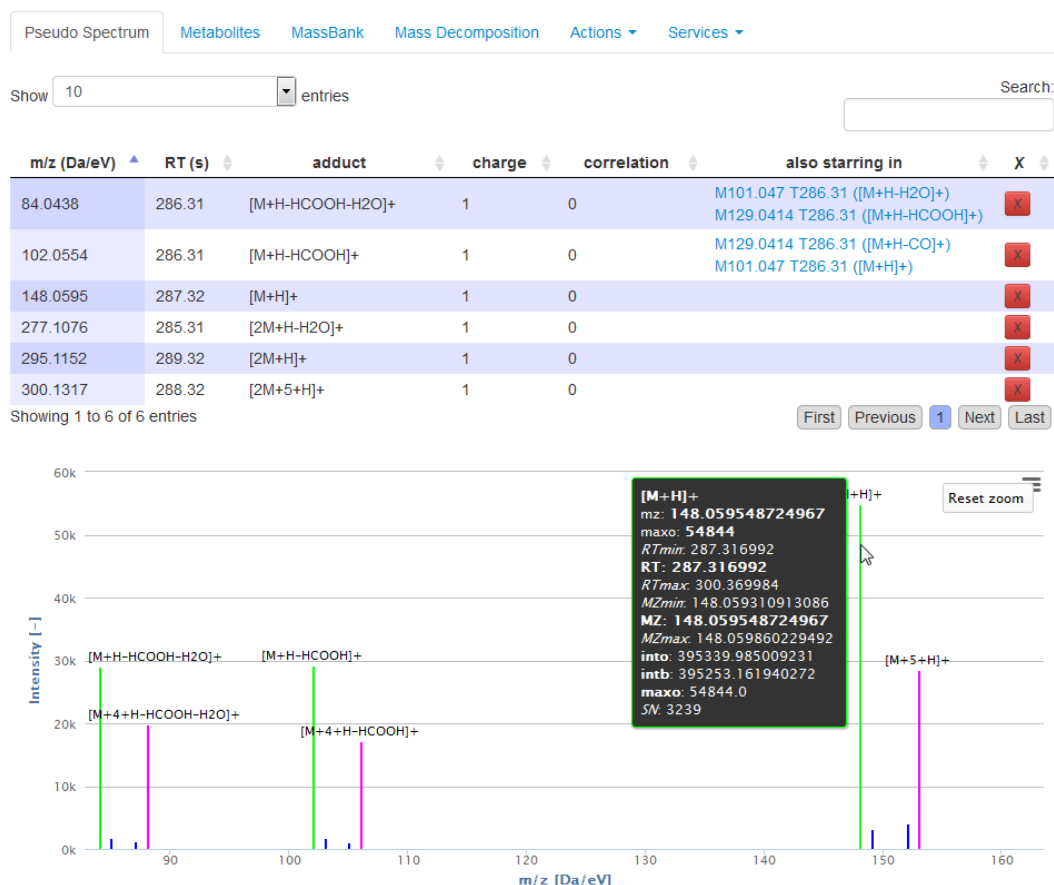 Pseudo Spectrum Metabolites MassBank Mass Decomposition Actions Services
Show 10 entries
Search:
m/z (Da/eV) RT (s) adduct charge correlation also starring in X
84.0438 286.31 [M+H-HCOOH-H2O]+ 1 0 M101.047 T286.31 ([M+H-H2O]+) X
M129.0414 T286.31 ([M+H-HCOOH]+)
102.0554 286.31 [M+H-HCOOH]+ 1 0 M129.0414 T286.31 ([M+H-CO]+) X
M101.047 T286.31 ([M+H]+)
148.0595 287.32 [M+H]+ 1 0 X
277.1076 285.31 [2M+H-H2O]+ 1 0 X
295.1152 289.32 [2M+H]+ 1 0 X
300.1317 288.32 [2M+5+H]+ 1 0 X
Showing 1 to 6 of 6 entries
First Previous 1 Next Last
60k
50k
40k
30k
20k
10k
0k
Intensity [-]
[M+H-HCOOH-H2O]+
[M+4+H-HCOOH-H2O]+
[M+H-HCOOH]+
[M+4+H-HCOOH]+
[M+H]+
mz: 148.059548724967
maxo: 54844
RTmin: 287.316992
RT: 287.316992
RTmax: 300.369984
MZmin: 148.059310913086
MZ: 148.059548724967
MZmax: 148.059860229492
into: 395339.985009231
intb: 395253.161940272
maxo: 54844.0
SN: 3239
+H]+
Reset zoom
[M+5+H]+
90 100 110 120 130 140 150 160
m/z [Da/eV]